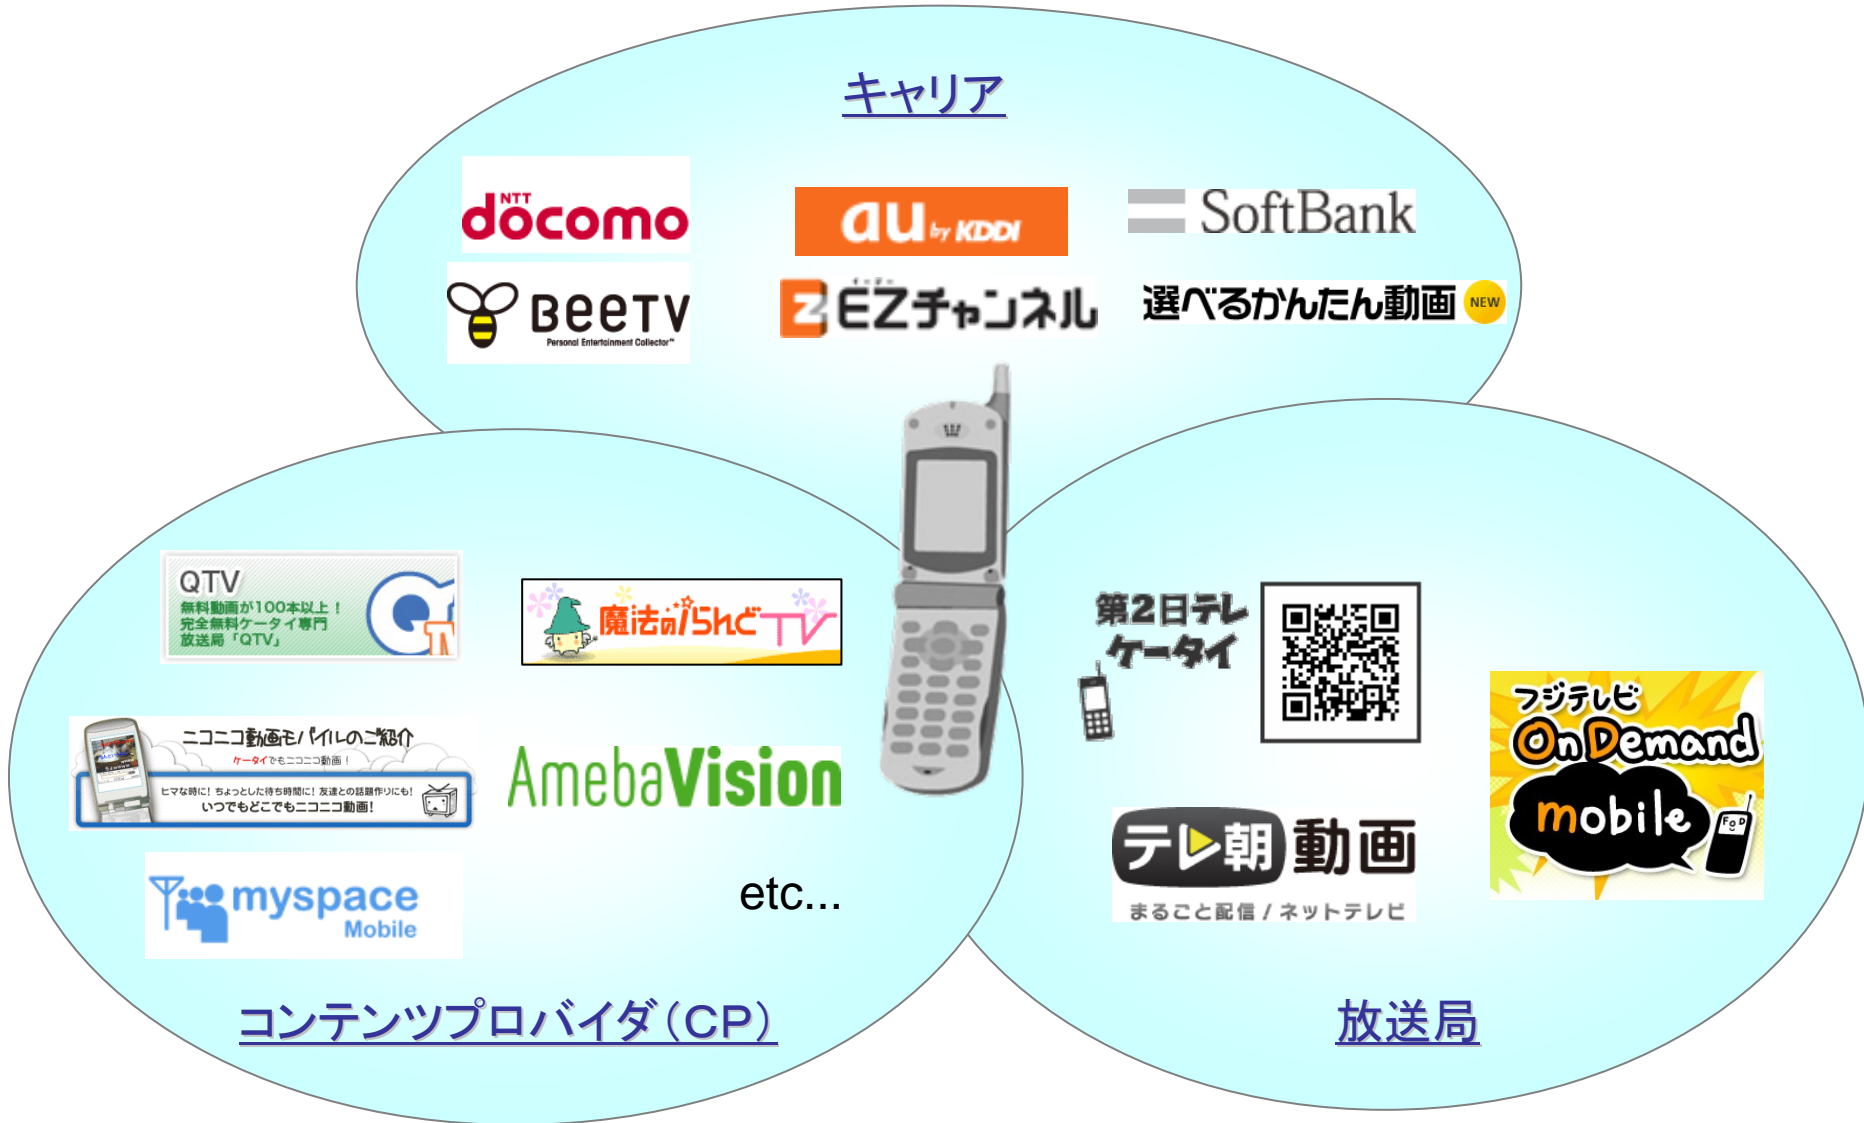 キャリア
NTT
docomo
au by KDDI
SoftBank
BeeTV
Personal Entertainment Collector™
イージー
EZチャンネル
選べるかんたん動画 NEW
QTV
無料動画が100本以上！
完全無料ケータイ専門
放送局「QTV」
魔法のiらんどTV
ニコニコ動画モバイルのご紹介
ケータイでもニコニコ動画！
ヒマな時に！ちょっとした待ち時間に！友達との話題作りにも！
いつでもどこでもニコニコ動画！
AmebaVision
myspace
Mobile
etc...
コンテンツプロバイダ（CP）
第2日テレ
ケータイ
フジテレビ
OnDemand
mobile
FOD
テレ朝動画
まるごと配信 / ネットテレビ
放送局